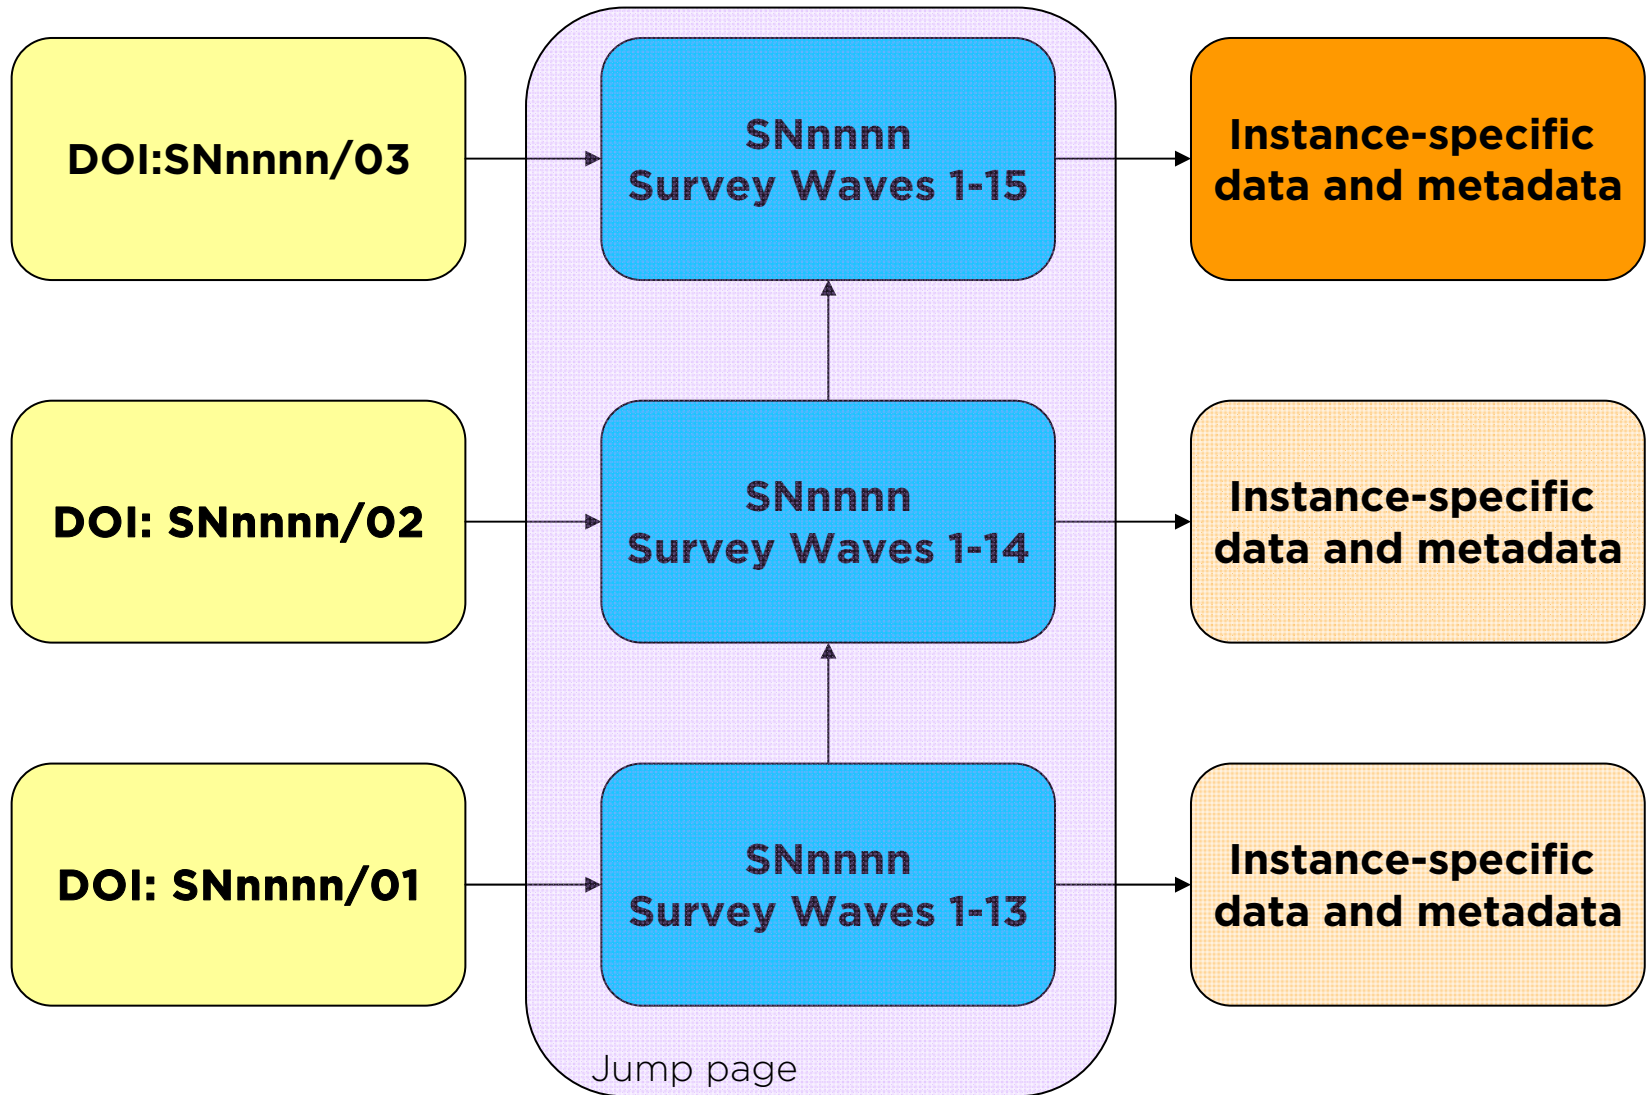 DOI:SNnnnn/03
SNnnnn
Survey Waves 1-15
Instance-specific
data and metadata
DOI: SNnnnn/02
SNnnnn
Survey Waves 1-14
Instance-specific
data and metadata
DOI: SNnnnn/01
SNnnnn
Survey Waves 1-13
Instance-specific
data and metadata
Jump page